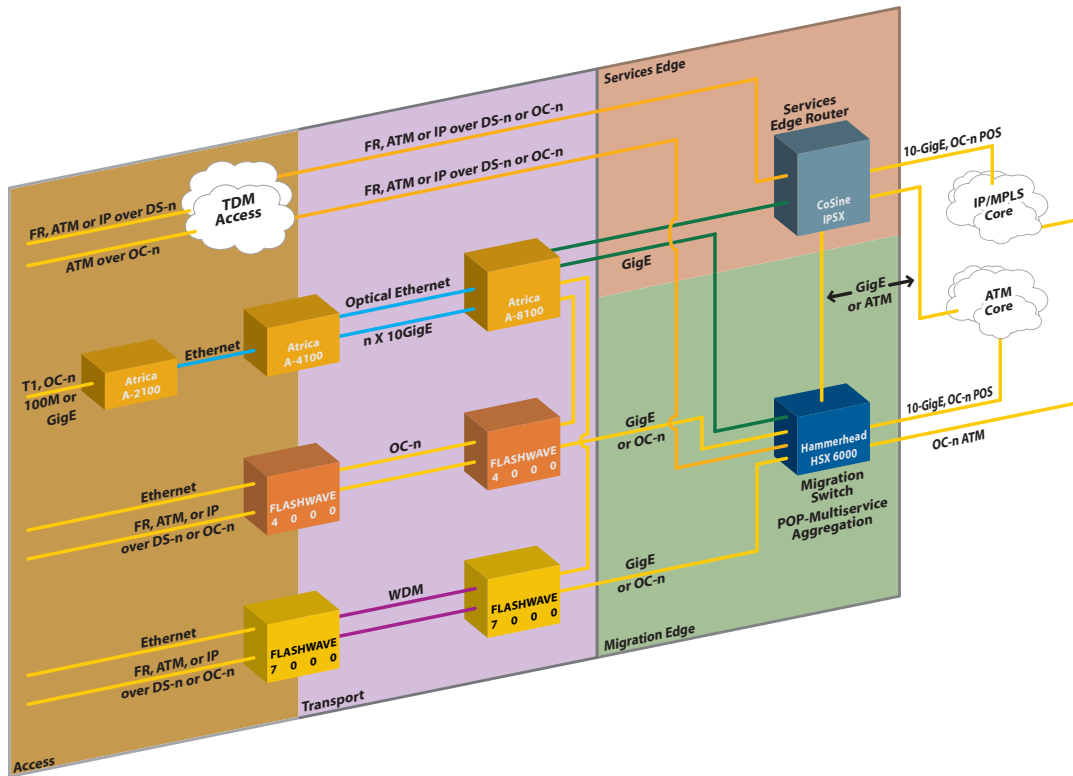 Services Edge
Services
Edge Router
FR, ATM or IP over DS-n or OC-n
10-GigE, OC-n POS
FR, ATM or IP over DS-n or OC-n
TDM
Access
CoSine
IPSX
IP/MPLS
Core
FR, ATM or IP over DS-n
ATM over OC-n
GigE
Optical Ethernet
Atrica
A-8100
GigE
or ATM
ATM
Core
n X 10GigE
Ethernet
Atrica
A-4100
Atrica
A-2100
T1, OC-n
100M or
GigE
10-GigE, OC-n POS
GigE
or OC-n
OC-n
Hammerhead
HSX 6000
OC-n ATM
FLASHWAVE
4 0 0 0
Migration
Switch
POP-Multiservice
Aggregation
Ethernet
FLASHWAVE
4 0 0 0
FR, ATM, or IP
over DS-n or OC-n
GigE
or OC-n
WDM
FLASHWAVE
7 0 0 0
Ethernet
FLASHWAVE
7 0 0 0
FR, ATM, or IP
over DS-n or OC-n
Migration Edge
Transport
Access